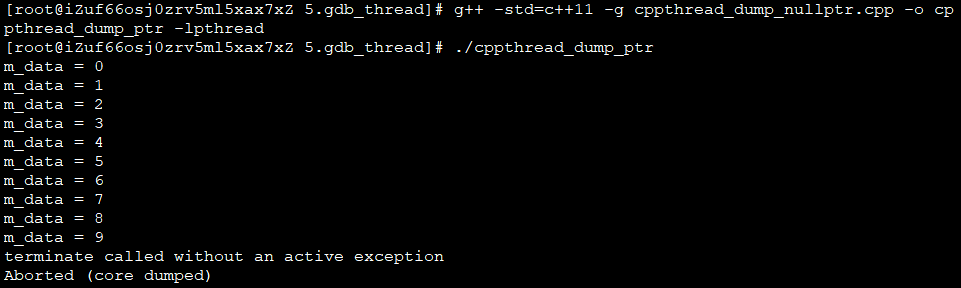 [root@iZuf66osj0zrv5ml5xax7xZ 5.gdb_thread]# g++ -std=c++11 -g cppthread_dump_nullptr.cpp -o cp
pthread_dump_ptr -lpthread
[root@iZuf66osj0zrv5ml5xax7xZ 5.gdb_thread]# ./cppthread_dump_ptr
m_data = 0
m_data = 1
m_data = 2
m_data = 3
m_data = 4
m_data = 5
m_data = 6
m_data = 7
m_data = 8
m_data = 9
terminate called without an active exception
Aborted (core dumped)